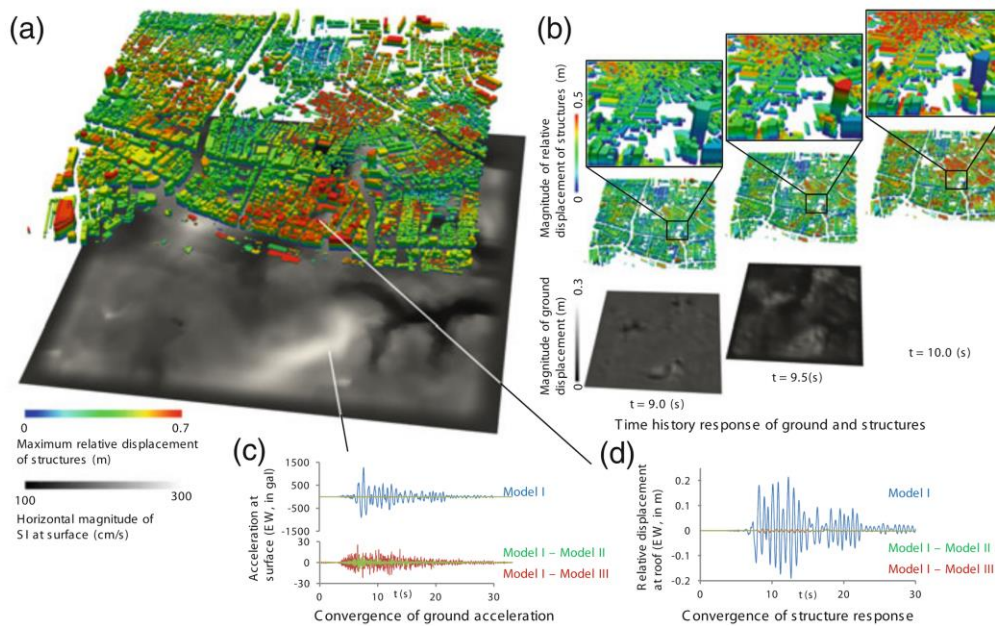 (a)
0
0.7
Maximum relative displacement
of structures (m)
100
300
Horizontal magnitude of
SI at surface (cm/s)
(b)
Magnitude of relative
displacement of structures (m)
0
0.5
Magnitude of ground
displacement (m)
0
0.3
t = 9.0 (s)
t = 9.5(s)
t = 10.0 (s)
Time history response of ground and structures
(c)
Acceleration at
surface (EW, in gal)
1500
500
-500
-1500
Model I
30
0
-30
Model I – Model II
Model I – Model III
0
10
20
30
t (s)
Convergence of ground acceleration
(d)
Relative displacement
at roof (EW, in m)
0.2
0.1
0
-0.1
-0.2
Model I
Model I – Model II
Model I – Model III
0
10
20
30
t (s)
Convergence of structure response